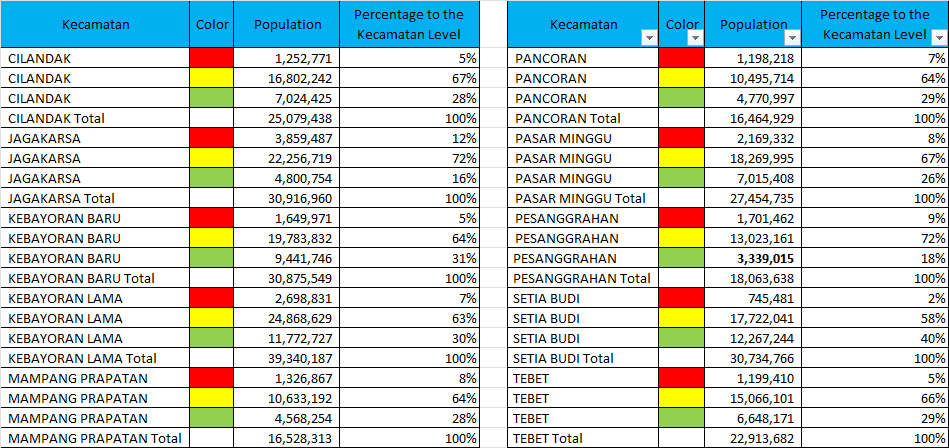 Kecamatan Color Population Percentage to the Kecamatan Level
CILANDAK 1,252,771 5%
CILANDAK 16,802,242 67%
CILANDAK 7,024,425 28%
CILANDAK Total 25,079,438 100%
JAGAKARSA 3,859,487 12%
JAGAKARSA 22,256,719 72%
JAGAKARSA 4,800,754 16%
JAGAKARSA Total 30,916,960 100%
KEBAYORAN BARU 1,649,971 5%
KEBAYORAN BARU 19,783,832 64%
KEBAYORAN BARU 9,441,746 31%
KEBAYORAN BARU Total 30,875,549 100%
KEBAYORAN LAMA 2,698,831 7%
KEBAYORAN LAMA 24,868,629 63%
KEBAYORAN LAMA 11,772,727 30%
KEBAYORAN LAMA Total 39,340,187 100%
MAMPANG PRAPATAN 1,326,867 8%
MAMPANG PRAPATAN 10,633,192 64%
MAMPANG PRAPATAN 4,568,254 28%
MAMPANG PRAPATAN Total 16,528,313 100%
Kecamatan Color Population Percentage to the Kecamatan Level
PANCORAN 1,198,218 7%
PANCORAN 10,495,714 64%
PANCORAN 4,770,997 29%
PANCORAN Total 16,464,929 100%
PASAR MINGGU 2,169,332 8%
PASAR MINGGU 18,269,995 67%
PASAR MINGGU 7,015,408 26%
PASAR MINGGU Total 27,454,735 100%
PESANGGRAHAN 1,701,462 9%
PESANGGRAHAN 13,023,161 72%
PESANGGRAHAN 3,339,015 18%
PESANGGRAHAN Total 18,063,638 100%
SETIA BUDI 745,481 2%
SETIA BUDI 17,722,041 58%
SETIA BUDI 12,267,244 40%
SETIA BUDI Total 30,734,766 100%
TEBET 1,199,410 5%
TEBET 15,066,101 66%
TEBET 6,648,171 29%
TEBET Total 22,913,682 100%